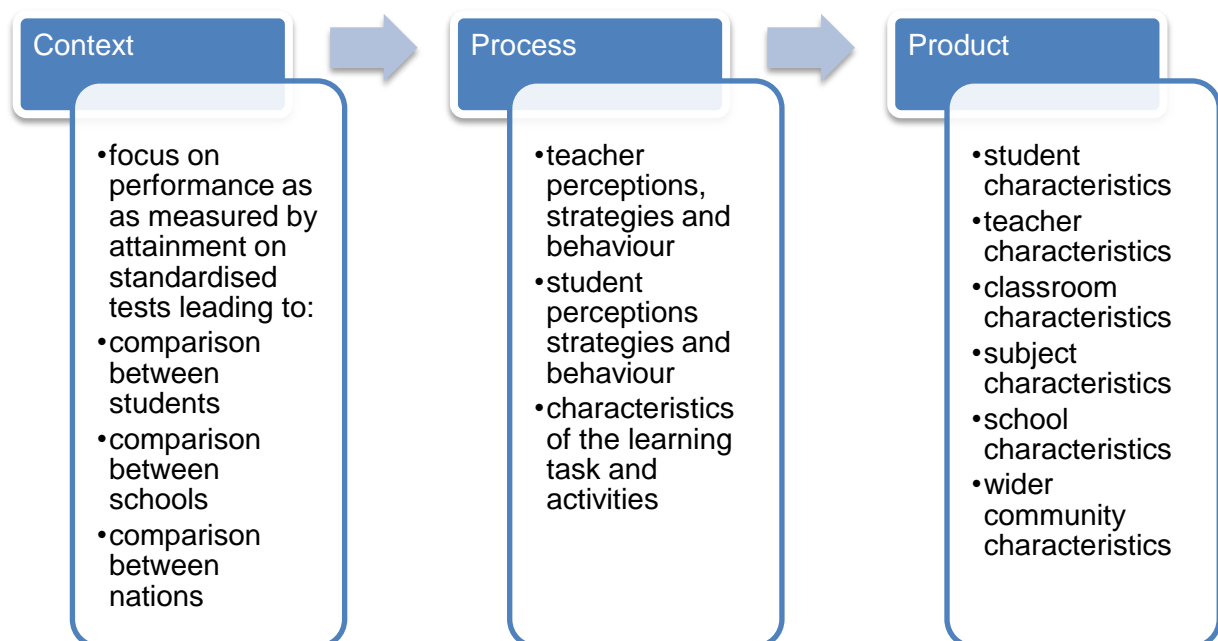 Context
•focus on
performance as
as measured by
attainment on
standardised
tests leading to:
•comparison
between
students
•comparison
between
schools
•comparison
between
nations
Process
•teacher
perceptions,
strategies and
behaviour
•student
perceptions
strategies and
behaviour
•characteristics
of the learning
task and
activities
Product
•student
characteristics
•teacher
characteristics
•classroom
characteristics
•subject
characteristics
•school
characteristics
•wider
community
characteristics